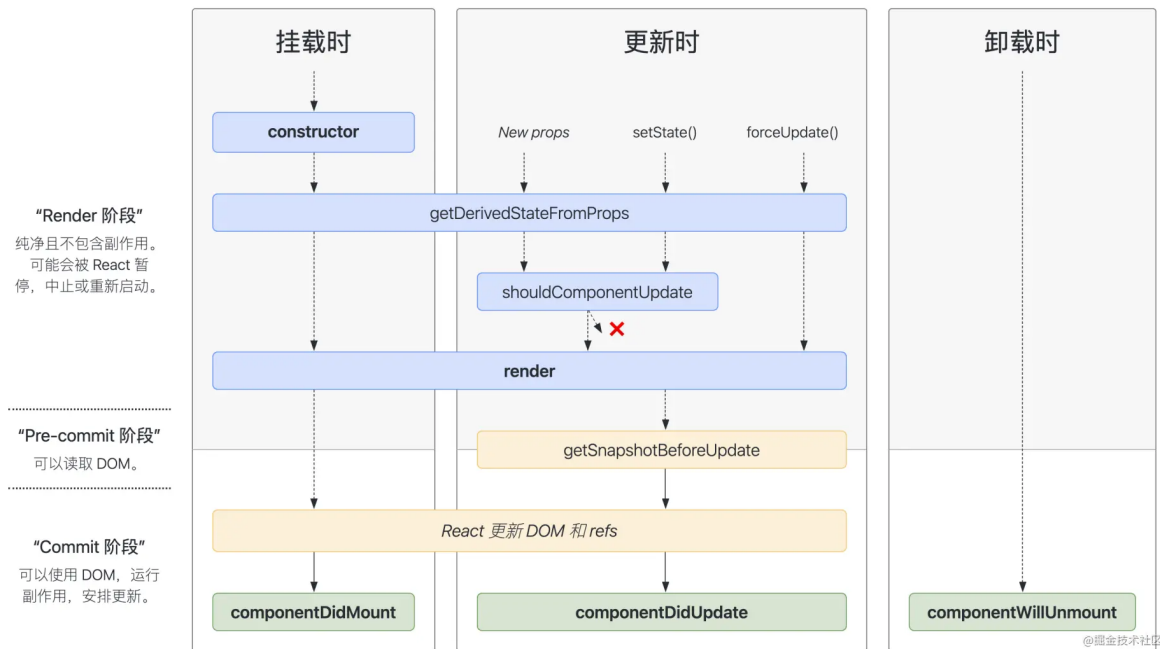 挂载时
更新时
卸载时
constructor
New props
setState()
forceUpdate()
“Render 阶段”
纯净且不包含副作用。
可能会被 React 暂
停，中止或重新启动。
getDerivedStateFromProps
shouldComponentUpdate
render
“Pre-commit 阶段”
可以读取 DOM。
getSnapshotBeforeUpdate
React 更新 DOM 和 refs
“Commit 阶段”
可以使用 DOM，运行
副作用，安排更新。
componentDidMount
componentDidUpdate
componentWillUnmount
@掘金技术社区